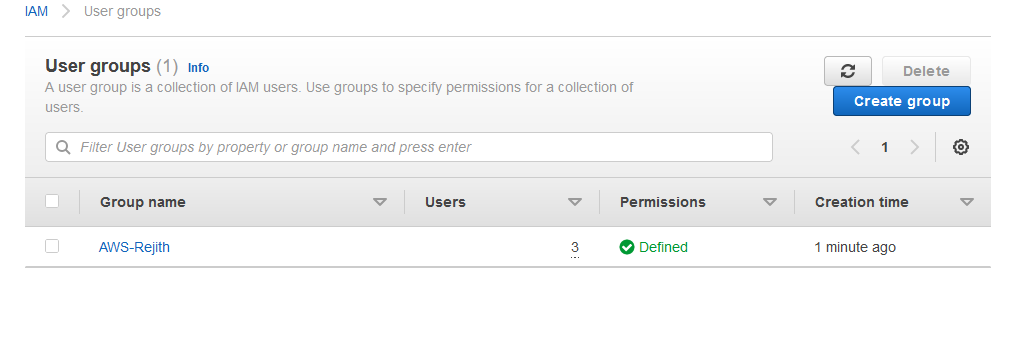 IAM > User groups
User groups (1) Info
A user group is a collection of IAM users. Use groups to specify permissions for a collection of
users.
Delete
Create group
Filter User groups by property or group name and press enter
1
Group name Users Permissions Creation time
AWS-Rejith 3 Defined 1 minute ago